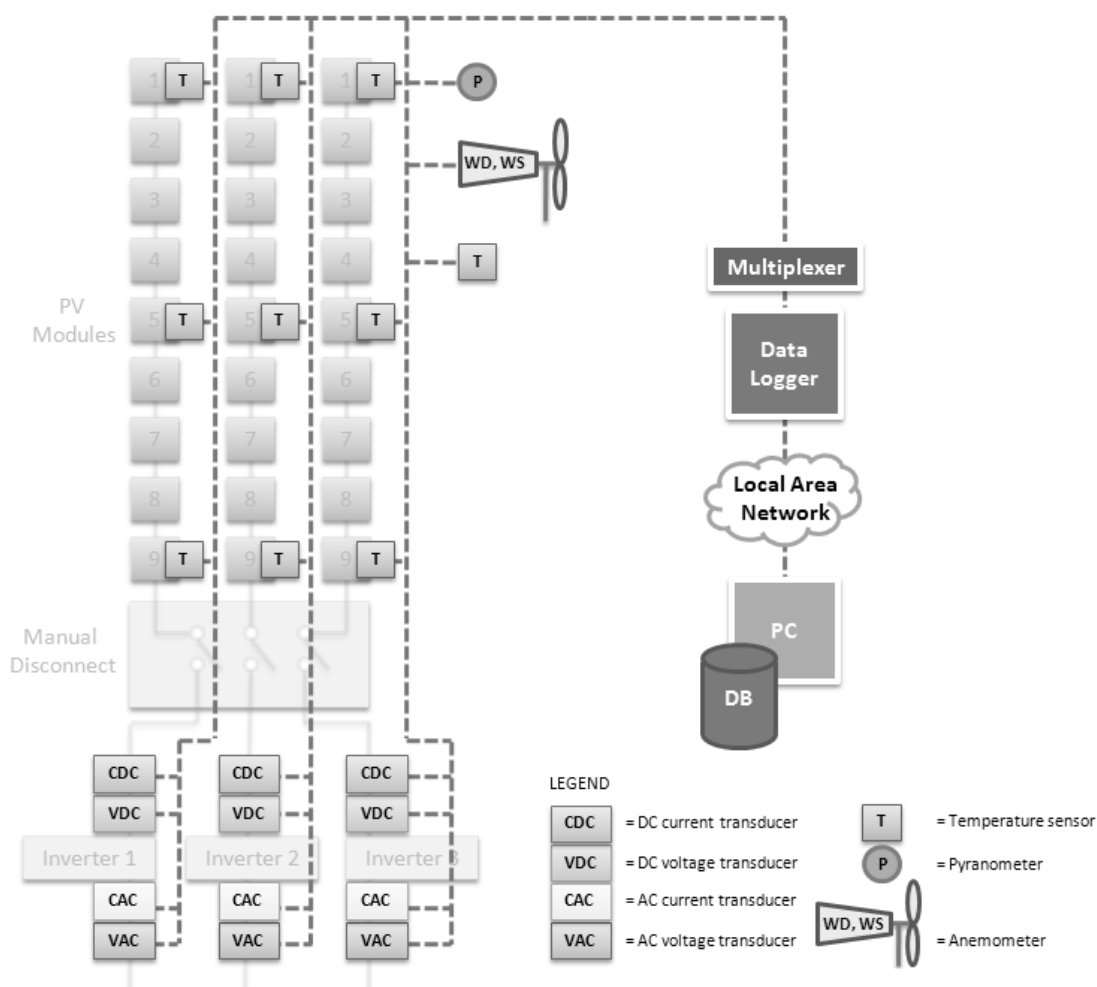 1 T 1 T 1 T P
2 2 2
WD, WS
3 3 3
4 4 4 T
Multiplexer
PV
Modules
5 T 5 T 5 T
Data
Logger
6 6 6
7 7 7
8 8 8
Local Area
Network
9 T 9 T 9 T
Manual
Disconnect
PC
DB
CDC CDC CDC
VDC VDC VDC
Inverter 1 Inverter 2 Inverter 3
CAC CAC CAC
VAC VAC VAC
LEGEND
CDC = DC current transducer
VDC = DC voltage transducer
CAC = AC current transducer
VAC = AC voltage transducer
T = Temperature sensor
P = Pyranometer
WD, WS = Anemometer